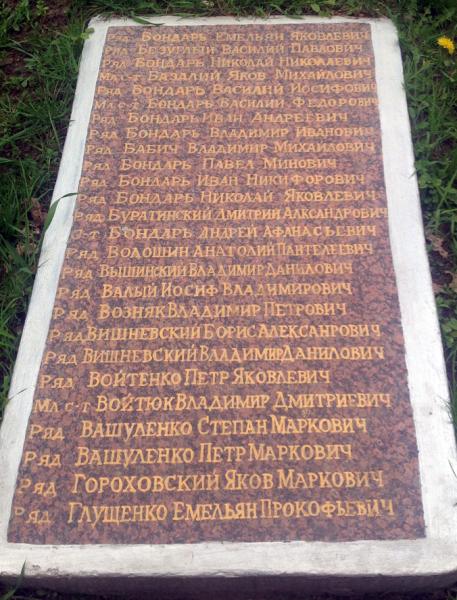 Ряд Бондарь Емельян Яковлевич
Ряд Безуглый Василий Павлович
Ряд Бондарь Николай Николаевич
Мл с-т Базалий Яков Михайлович
Ряд Бондарь Василий Иосифович
Мл с-т Бондарь Василий Федорович
Ряд Бондарь Иван Андреевич
Ряд Бондарь Владимир Иванович
Ряд Бабич Владимир Михайлович
Ряд Бондарь Павел Минович
Ряд Бондарь Иван Никифорович
Ряд Бондарь Николай Яковлевич
Ряд Буратинский Дмитрий Алксандрович
с-т Бондарь Андрей Афанасьевич
Ряд Волошин Анатолий Пантелеевич
Ряд Вышинский Владимир Данилович
Ряд Валый Иосиф Владимирович
Ряд Возняк Владимир Петрович
Ряд Вишневский Борис Алексанрович
Ряд Вишневский Владимир Данилович
Ряд Войтенко Петр Яковлевич
Мл с-т Войтюк Владимир Дмитриевич
Ряд Вашуленко Степан Маркович
Ряд Вашуленко Петр Маркович
Ряд Гороховский Яков Маркович
Ряд Глущенко Емельян Прокофьевич